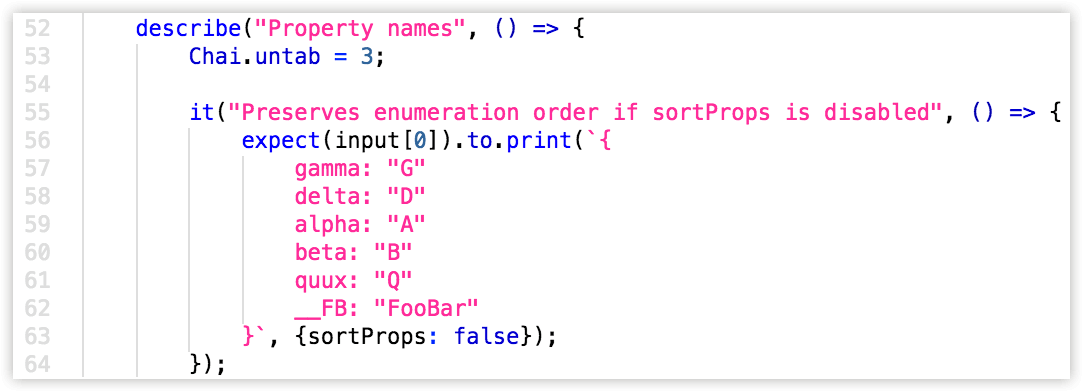 52 describe("Property names", () => {
53 Chai.untab = 3;
54
55 it("Preserves enumeration order if sortProps is disabled", () => {
56 expect(input[0]).to.print(`{
57 gamma: "G"
58 delta: "D"
59 alpha: "A"
60 beta: "B"
61 quux: "Q"
62 __FB: "FooBar"
63 }`, {sortProps: false});
64 });